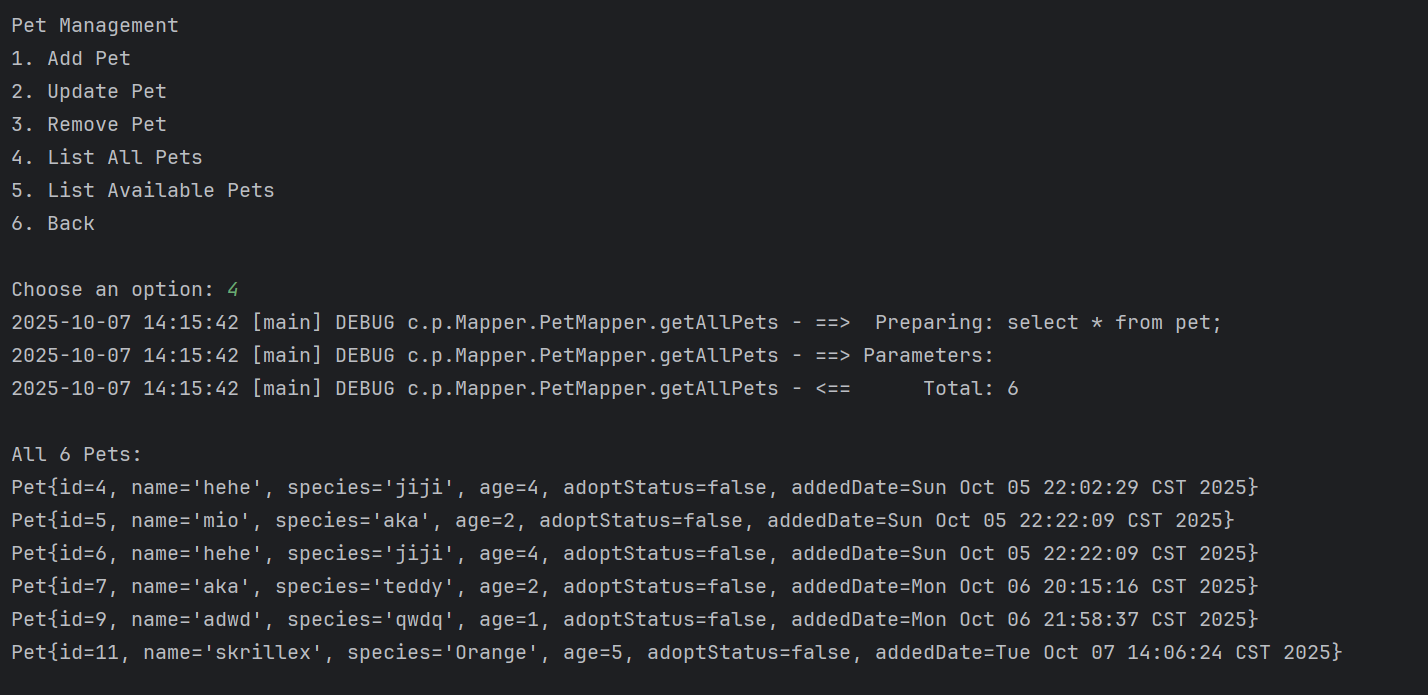 Pet Management
1. Add Pet
2. Update Pet
3. Remove Pet
4. List All Pets
5. List Available Pets
6. Back
Choose an option: 4
2025-10-07 14:15:42 [main] DEBUG c.p.Mapper.PetMapper.getAllPets - ==>  Preparing: select * from pet;
2025-10-07 14:15:42 [main] DEBUG c.p.Mapper.PetMapper.getAllPets - ==> Parameters:
2025-10-07 14:15:42 [main] DEBUG c.p.Mapper.PetMapper.getAllPets - <==      Total: 6
All 6 Pets:
Pet{id=4, name='hehe', species='jiji', age=4, adoptStatus=false, addedDate=Sun Oct 05 22:02:29 CST 2025}
Pet{id=5, name='mio', species='aka', age=2, adoptStatus=false, addedDate=Sun Oct 05 22:22:09 CST 2025}
Pet{id=6, name='hehe', species='jiji', age=4, adoptStatus=false, addedDate=Sun Oct 05 22:22:09 CST 2025}
Pet{id=7, name='aka', species='teddy', age=2, adoptStatus=false, addedDate=Mon Oct 06 20:15:16 CST 2025}
Pet{id=9, name='adwd', species='qwdq', age=1, adoptStatus=false, addedDate=Mon Oct 06 21:58:37 CST 2025}
Pet{id=11, name='skrillex', species='Orange', age=5, adoptStatus=false, addedDate=Tue Oct 07 14:06:24 CST 2025}